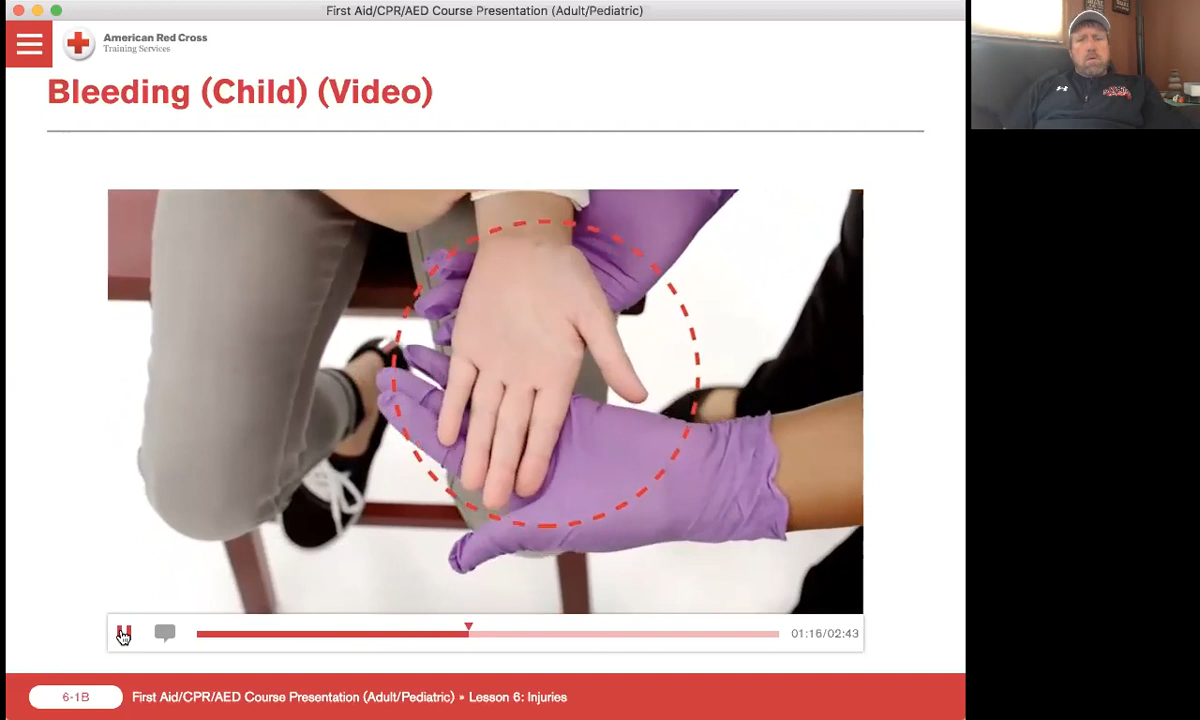 First Aid/CPR/AED Course Presentation (Adult/Pediatric)
American Red Cross
Training Services
Bleeding (Child) (Video)
01:16/02:43
6-1B
First Aid/CPR/AED Course Presentation (Adult/Pediatric) • Lesson 6: Injuries